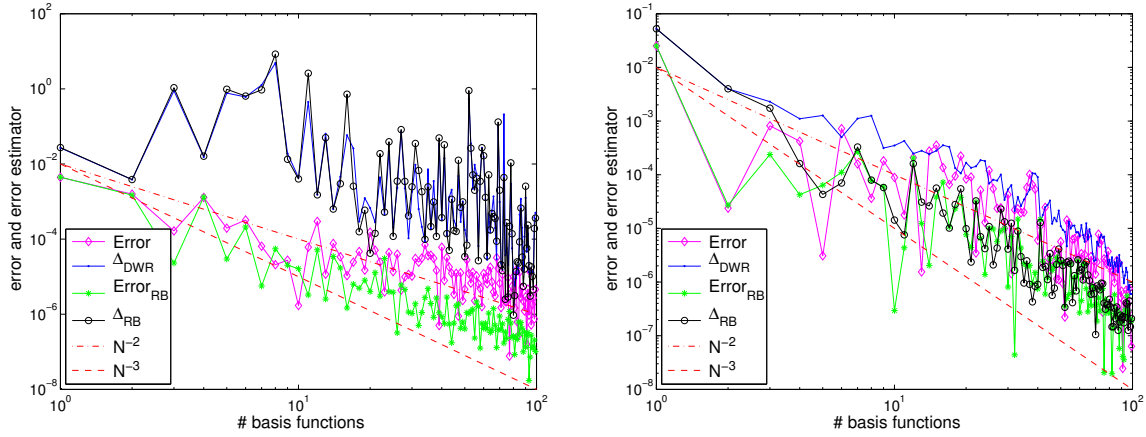 10^2
10^0
10^-2
10^-4
10^-6
10^-8
error and error estimator
Error
Δ_DWR
Error_RB
Δ_RB
N^-2
N^-3
10^0
10^1
10^2
# basis functions
10^0
10^-1
10^-2
10^-3
10^-4
10^-5
10^-6
10^-7
10^-8
error and error estimator
Error
Δ_DWR
Error_RB
Δ_RB
N^-2
N^-3
10^0
10^1
10^2
# basis functions